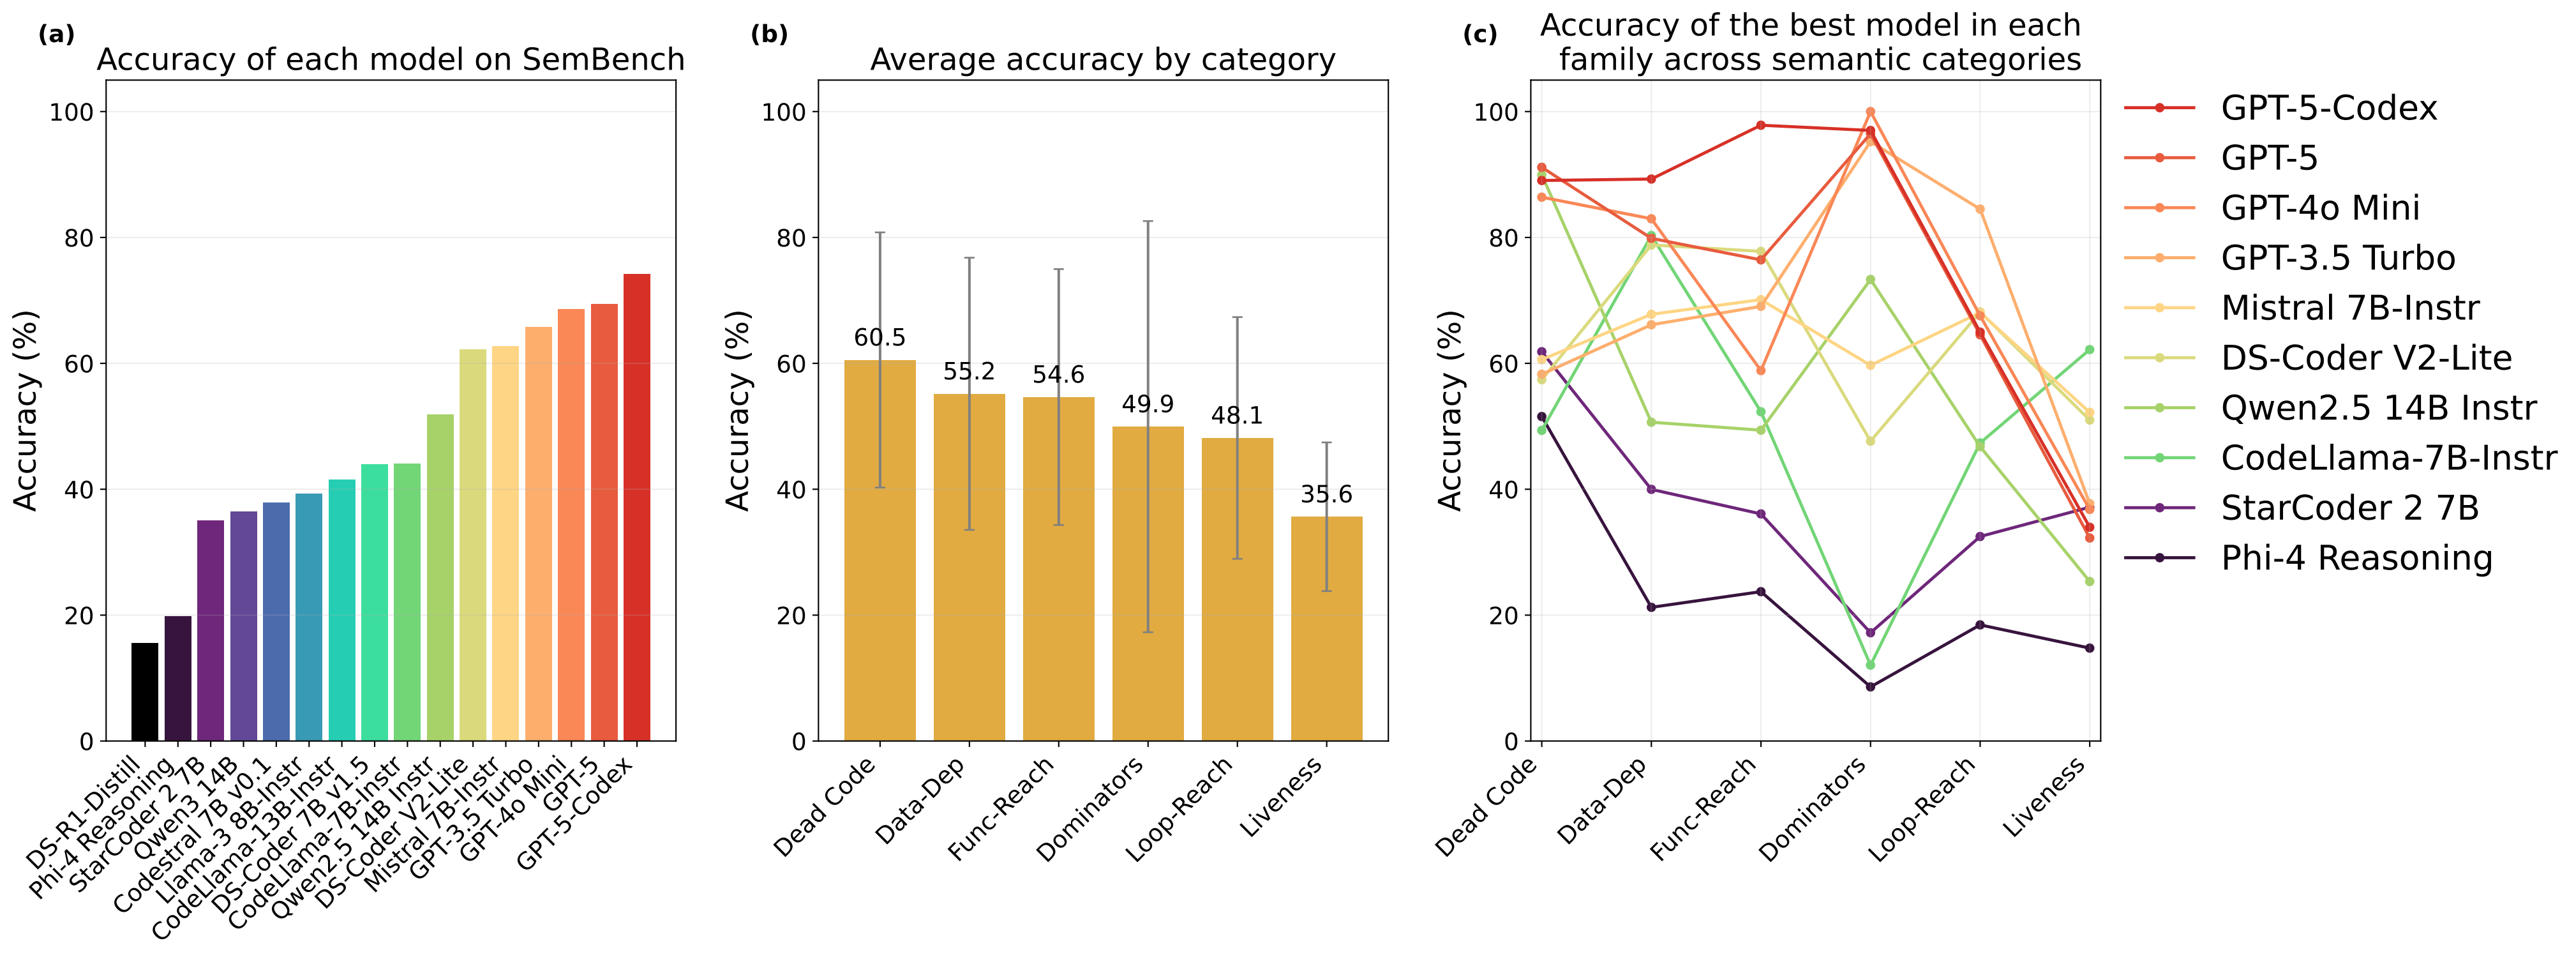 (a)
Accuracy of each model on SemBench
Accuracy (%)
100
80
60
40
20
0
DS-R1-Distill
Phi-4 Reasoning
StarCoder 2 7B
Qwen3 14B
Codestral 7B v0.1
Llama-3 8B-Instr
CodeLlama-13B-Instr
DS-Coder 7B v1.5
CodeLlama-7B-Instr
Qwen2.5 14B Instr
DS-Coder V2-Lite
Mistral 7B-Instr
GPT-3.5 Turbo
GPT-4o Mini
GPT-5
GPT-5-Codex
(b)
Average accuracy by category
Accuracy (%)
100
80
60
40
20
0
60.5
55.2
54.6
49.9
48.1
35.6
Dead Code
Data-Dep
Func-Reach
Dominators
Loop-Reach
Liveness
(c)
Accuracy of the best model in each
family across semantic categories
Accuracy (%)
100
80
60
40
20
0
Dead Code
Data-Dep
Func-Reach
Dominators
Loop-Reach
Liveness
GPT-5-Codex
GPT-5
GPT-4o Mini
GPT-3.5 Turbo
Mistral 7B-Instr
DS-Coder V2-Lite
Qwen2.5 14B Instr
CodeLlama-7B-Instr
StarCoder 2 7B
Phi-4 Reasoning